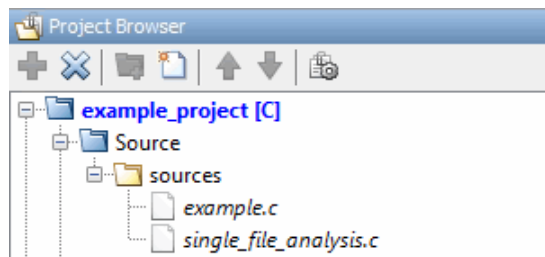 Project Browser
example_project [C]
Source
sources
example.c
single_file_analysis.c